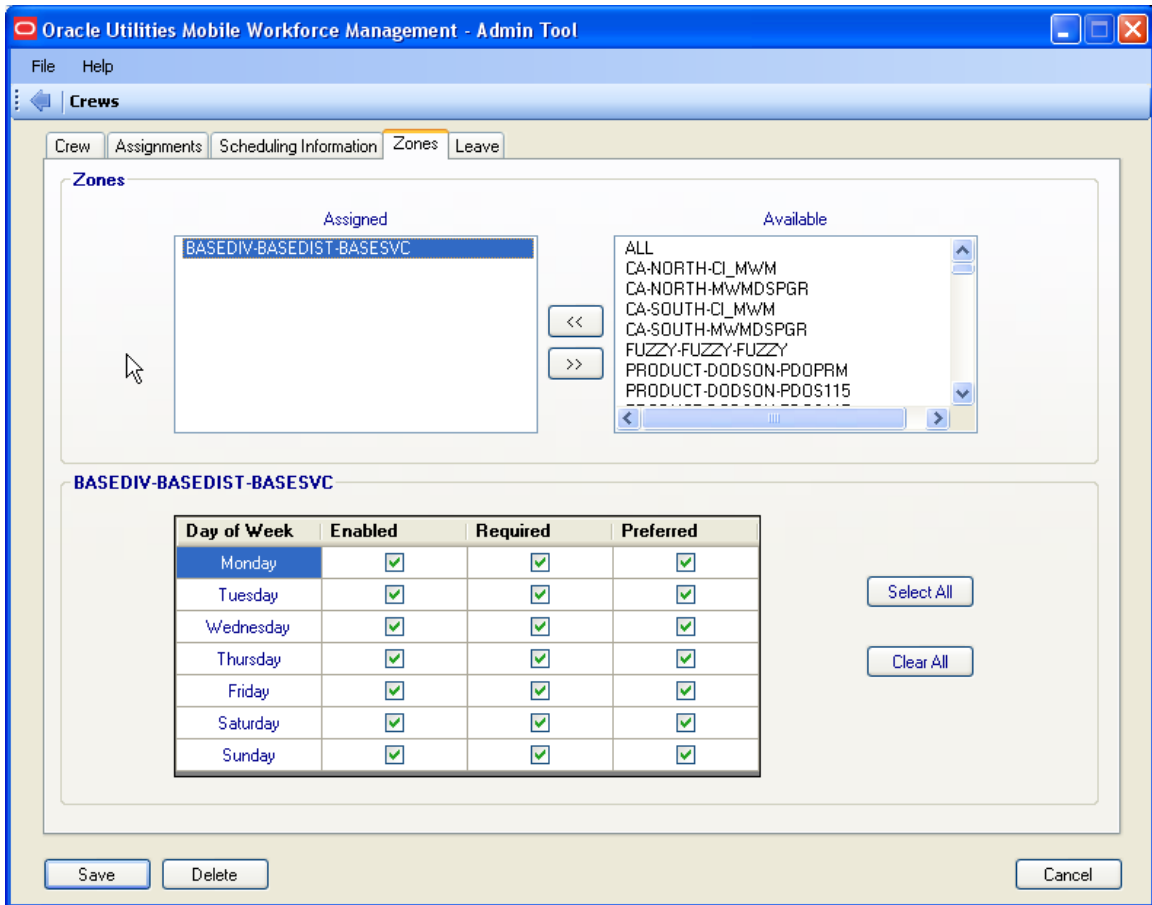 Oracle Utilities Mobile Workforce Management - Admin Tool
File Help
Crews
Crew Assignments Scheduling Information Zones Leave
Zones
Assigned Available
BASEDIV-BASEDIST-BASESVC
ALL
CA-NORTH-CI_MWM
CA-NORTH-MWMDSPGR
CA-SOUTH-CI_MWM
CA-SOUTH-MWMDSPGR
FUZZY-FUZZY-FUZZY
PRODUCT-DODSON-PDOPRM
PRODUCT-DODSON-PDOS115
<<
>>
BASEDIV-BASEDIST-BASESVC
Day of Week Enabled Required Preferred
Monday
Tuesday
Wednesday
Thursday
Friday
Saturday
Sunday
Select All
Clear All
Save Delete Cancel